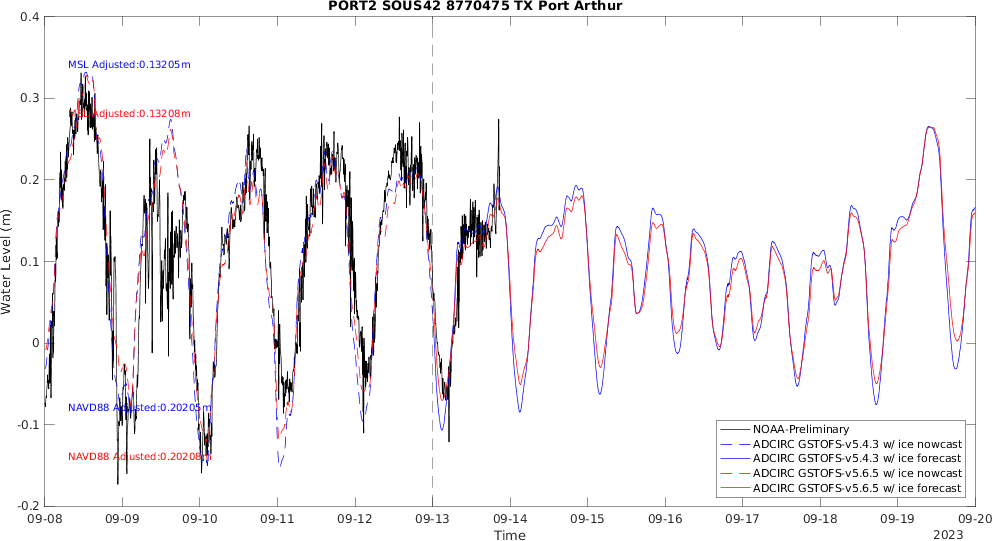 PORT2 SOUS42 8770475 TX Port Arthur
0.4
0.3
0.2
0.1
0
-0.1
-0.2
Water Level (m)
MSL Adjusted:0.13205m
MSL Adjusted:0.13208m
NAVD88 Adjusted:0.20205m
NAVD88 Adjusted:0.20208m
NOAA-Preliminary
ADCIRC GSTOFS-v5.4.3 w/ ice nowcast
ADCIRC GSTOFS-v5.4.3 w/ ice forecast
ADCIRC GSTOFS-v5.6.5 w/ ice nowcast
ADCIRC GSTOFS-v5.6.5 w/ ice forecast
09-08 09-09 09-10 09-11 09-12 09-13 09-14 09-15 09-16 09-17 09-18 09-19 09-20
Time
2023